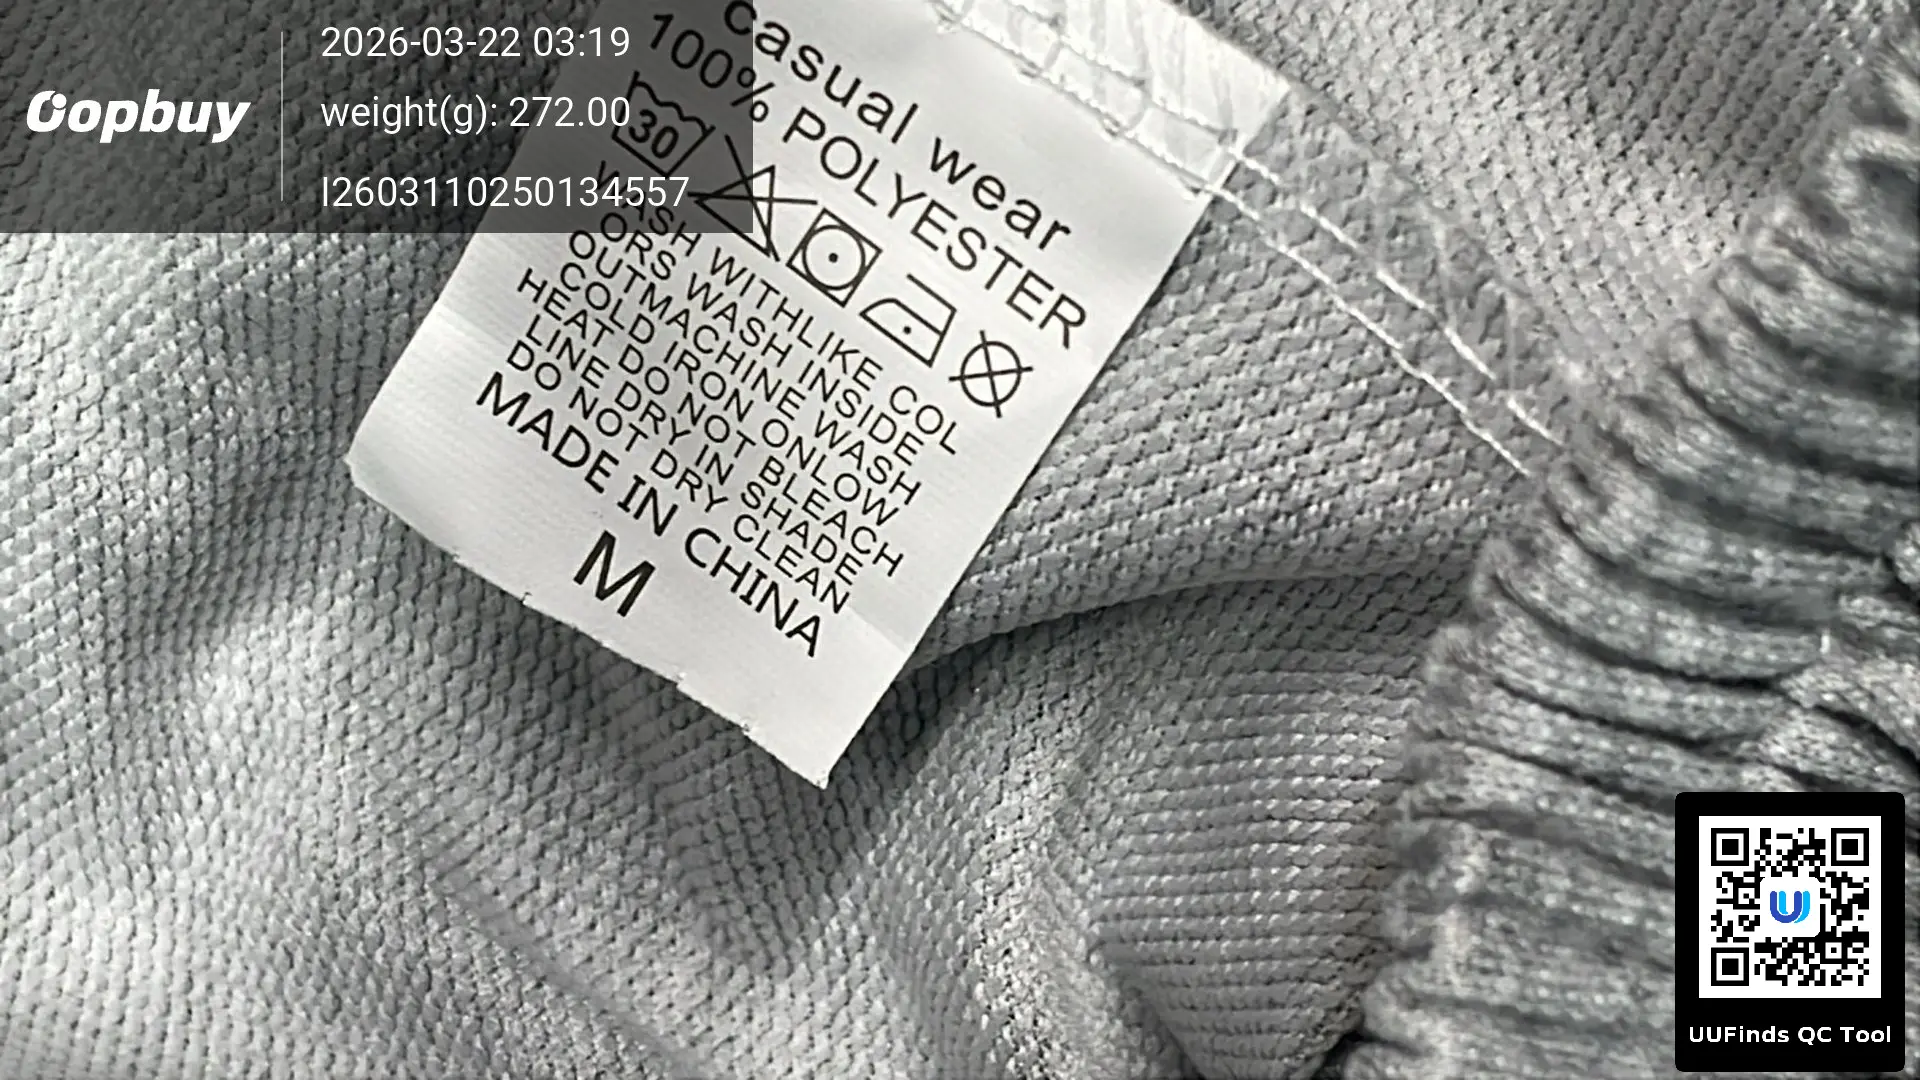 2026-03-22 03:19
oopbuy
weight(g): 272.00
I2603110250134557
casual wear
100% POLYESTER
30
WASH WITHLIKE COL
ORS WASH INSIDE
OUTMACHINE WASH
COLD IRON ONLOW
HEAT DO NOT BLEACH
LINE DRY IN SHADE
DO NOT DRY CLEAN
MADE IN CHINA
M
UUFinds QC Tool